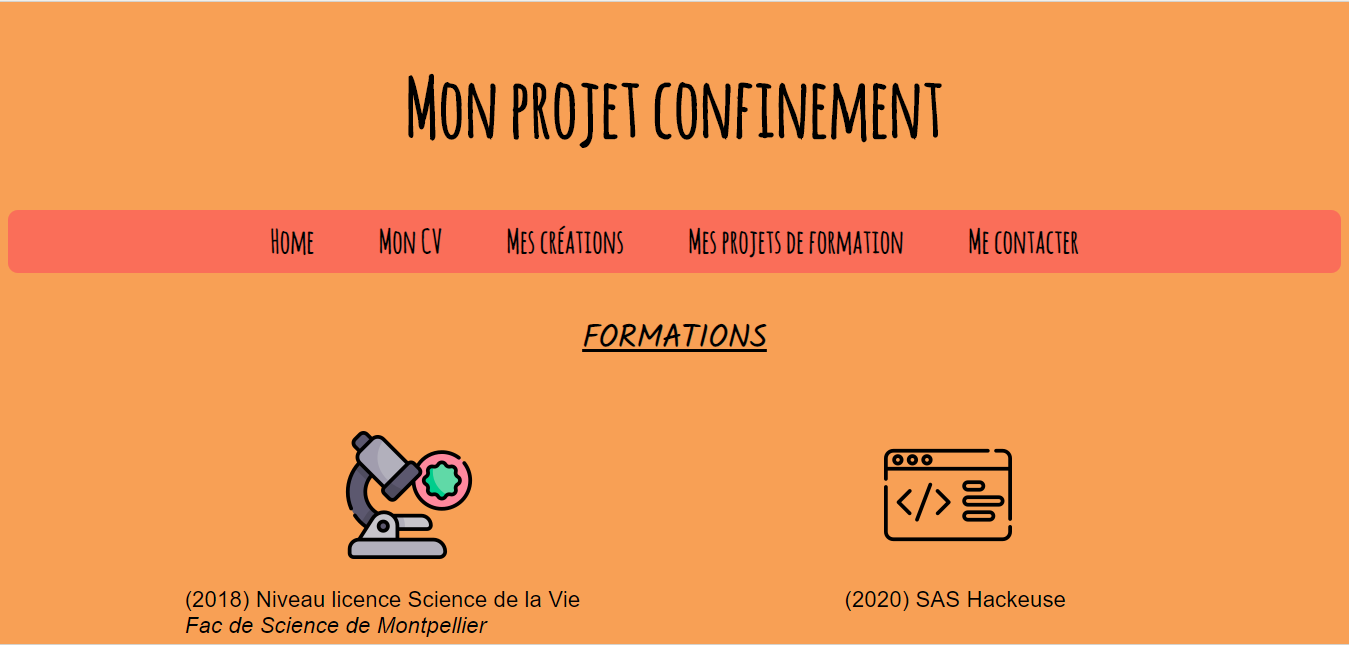 Mon projet confinement
Home Mon CV Mes créations Mes projets de formation Me contacter
FORMATIONS
</>
(2018) Niveau licence Science de la Vie
Fac de Science de Montpellier
(2020) SAS Hackeuse